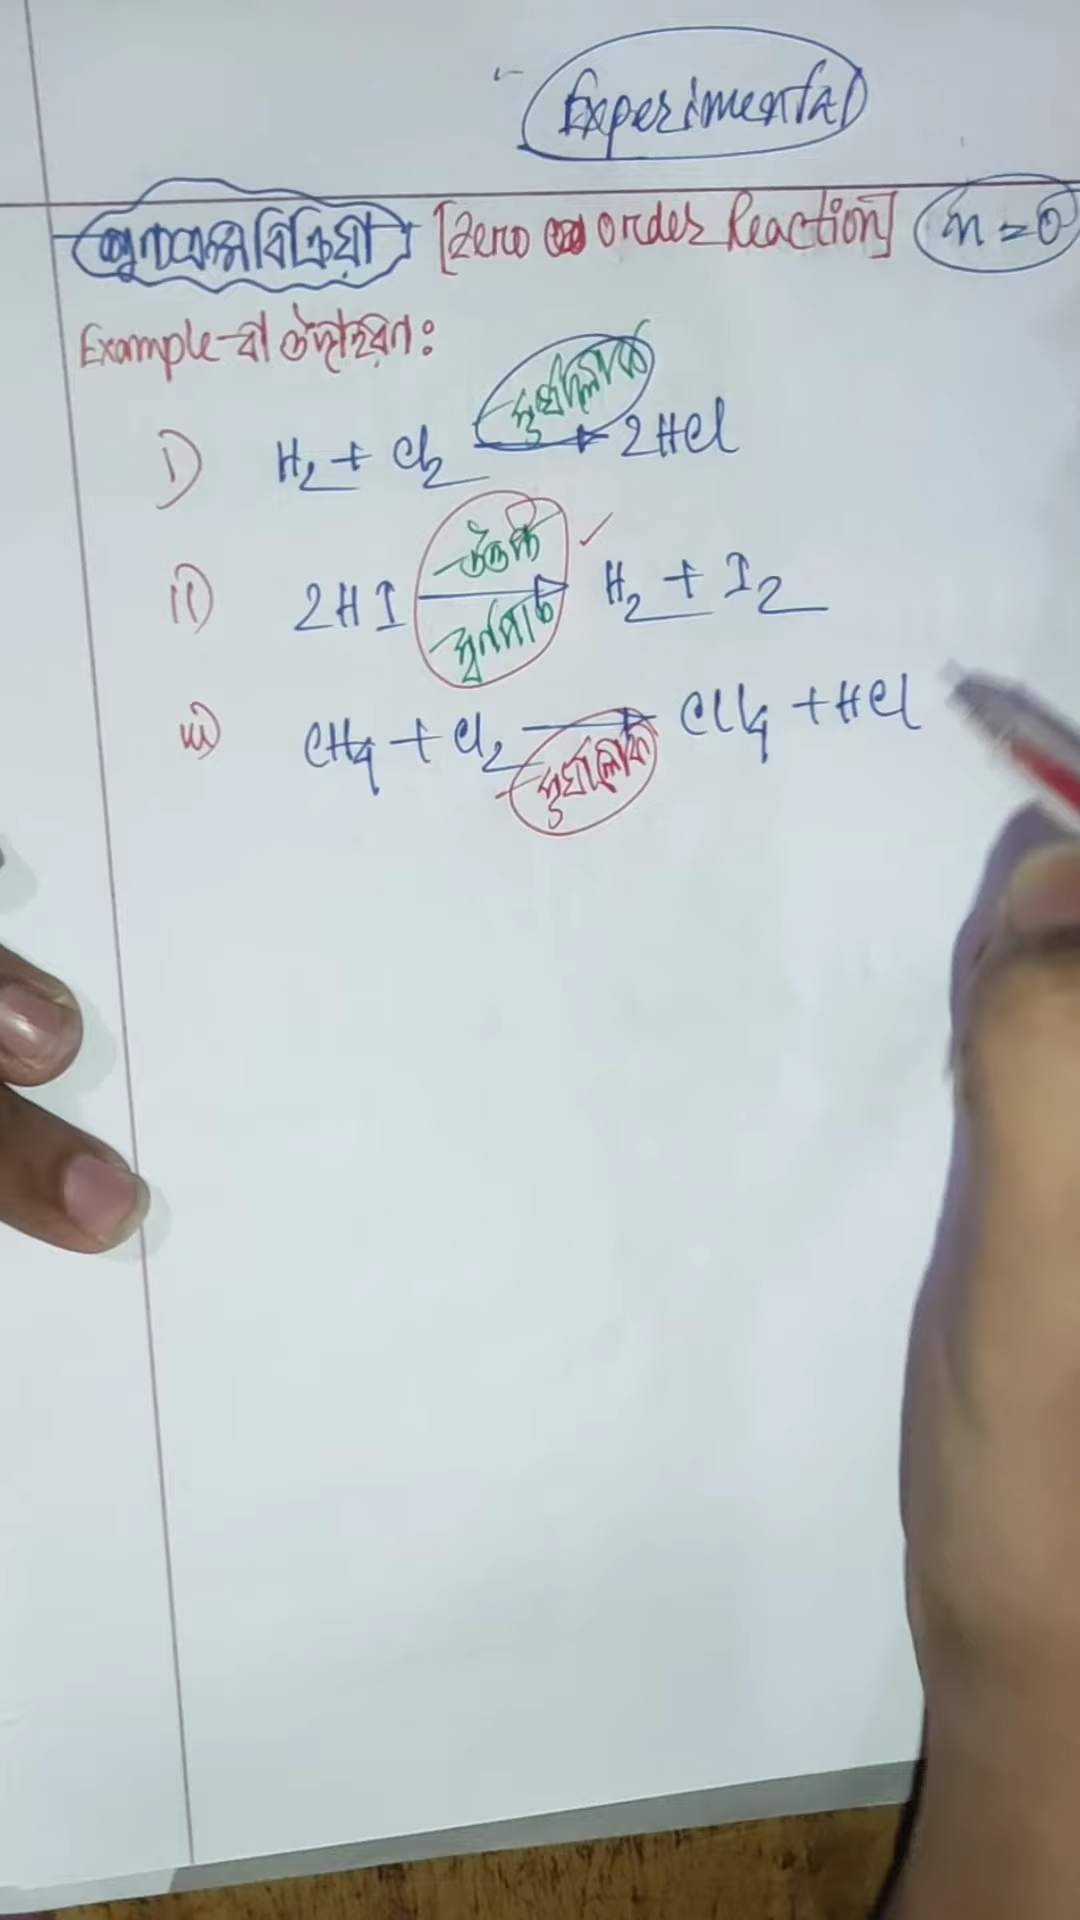 Experimental
শূন্যক্রম বিক্রিয়া [Zero order Reaction] n = 0
Example বা উদাহরণ :
i) H₂ + Cl₂ সূর্যালোক → 2HCl
ii) 2HI উত্তপ্ত → স্বর্ণপাত H₂ + I₂
iii) CH₄ + Cl₂ → সূর্যালোক CCl₄ + HCl